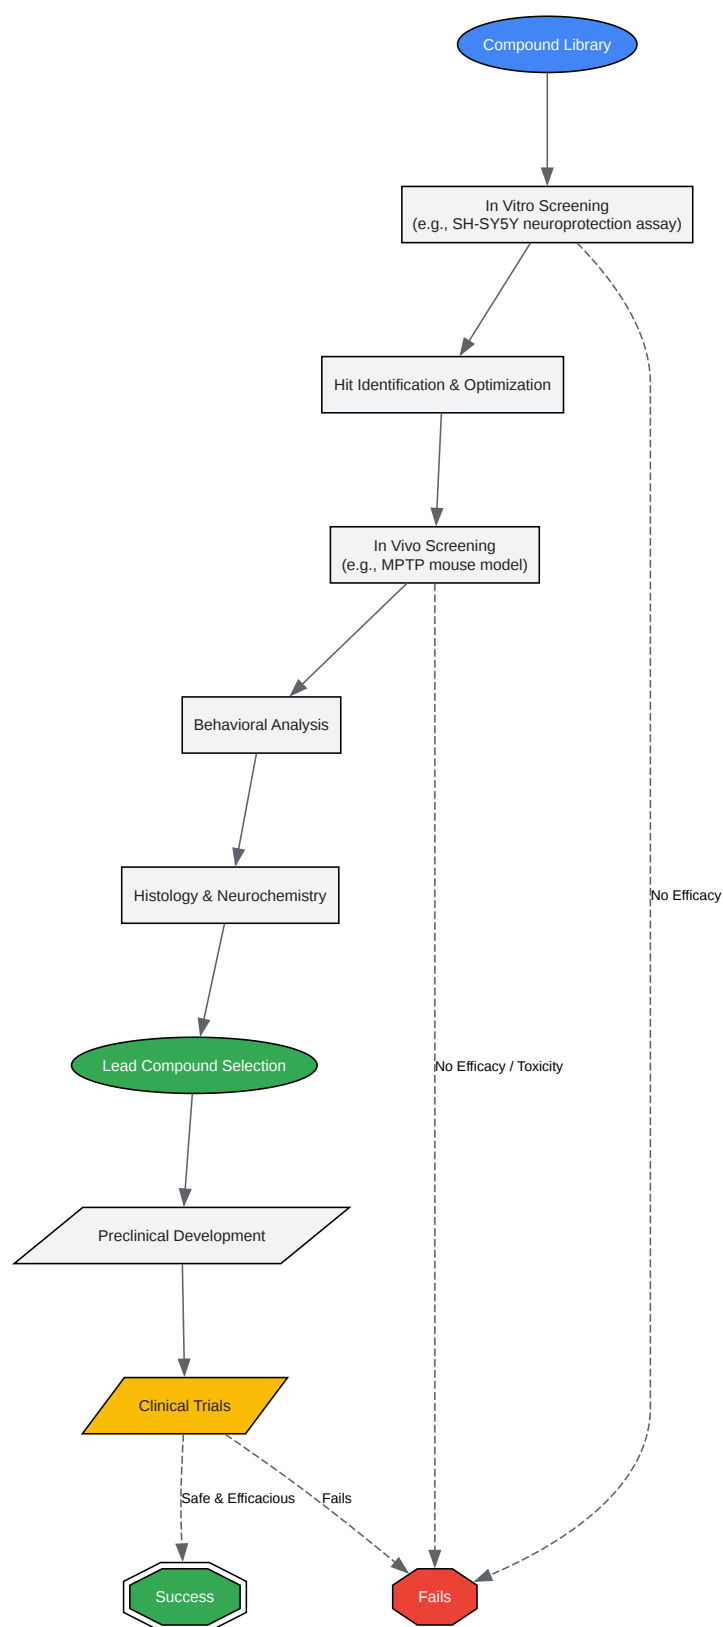 Compound Library
In Vitro Screening
(e.g., SH-SY5Y neuroprotection assay)
Hit Identification & Optimization
In Vivo Screening
(e.g., MPTP mouse model)
Behavioral Analysis
Histology & Neurochemistry
No Efficacy
Lead Compound Selection
No Efficacy / Toxicity
Preclinical Development
Clinical Trials
Safe & Efficacious
Fails
Success
Fails